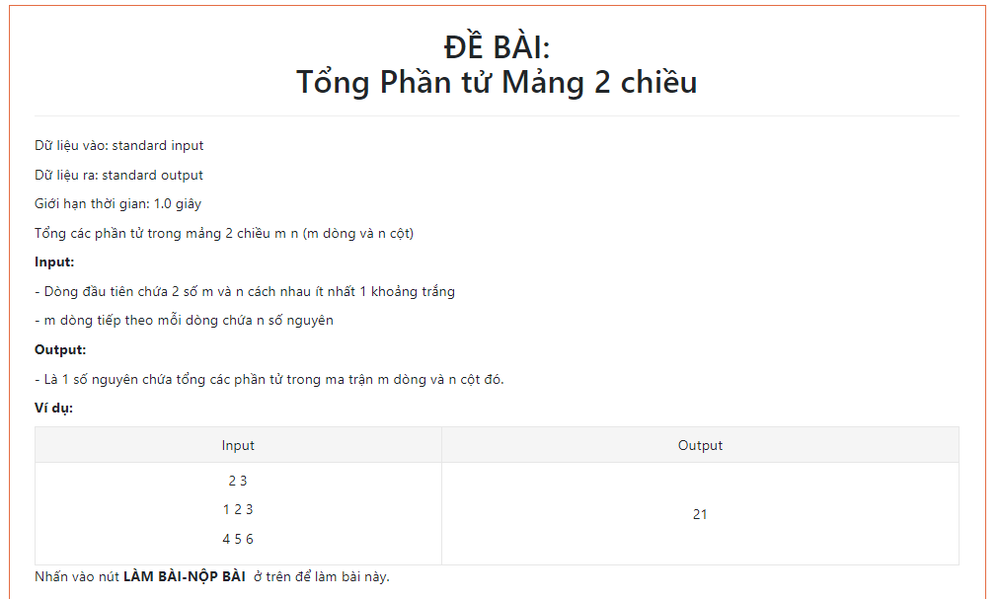 ĐỀ BÀI:
Tổng Phần tử Mảng 2 chiều
Dữ liệu vào: standard input
Dữ liệu ra: standard output
Giới hạn thời gian: 1.0 giây
Tổng các phần tử trong mảng 2 chiều m n (m dòng và n cột)
Input:
- Dòng đầu tiên chứa 2 số m và n cách nhau ít nhất 1 khoảng trắng
- m dòng tiếp theo mỗi dòng chứa n số nguyên
Output:
- Là 1 số nguyên chứa tổng các phần tử trong ma trận m dòng và n cột đó.
Ví dụ:
Input Output
2 3
1 2 3
21
4 5 6
Nhấn vào nút LÀM BÀI-NỘP BÀI ở trên để làm bài này.